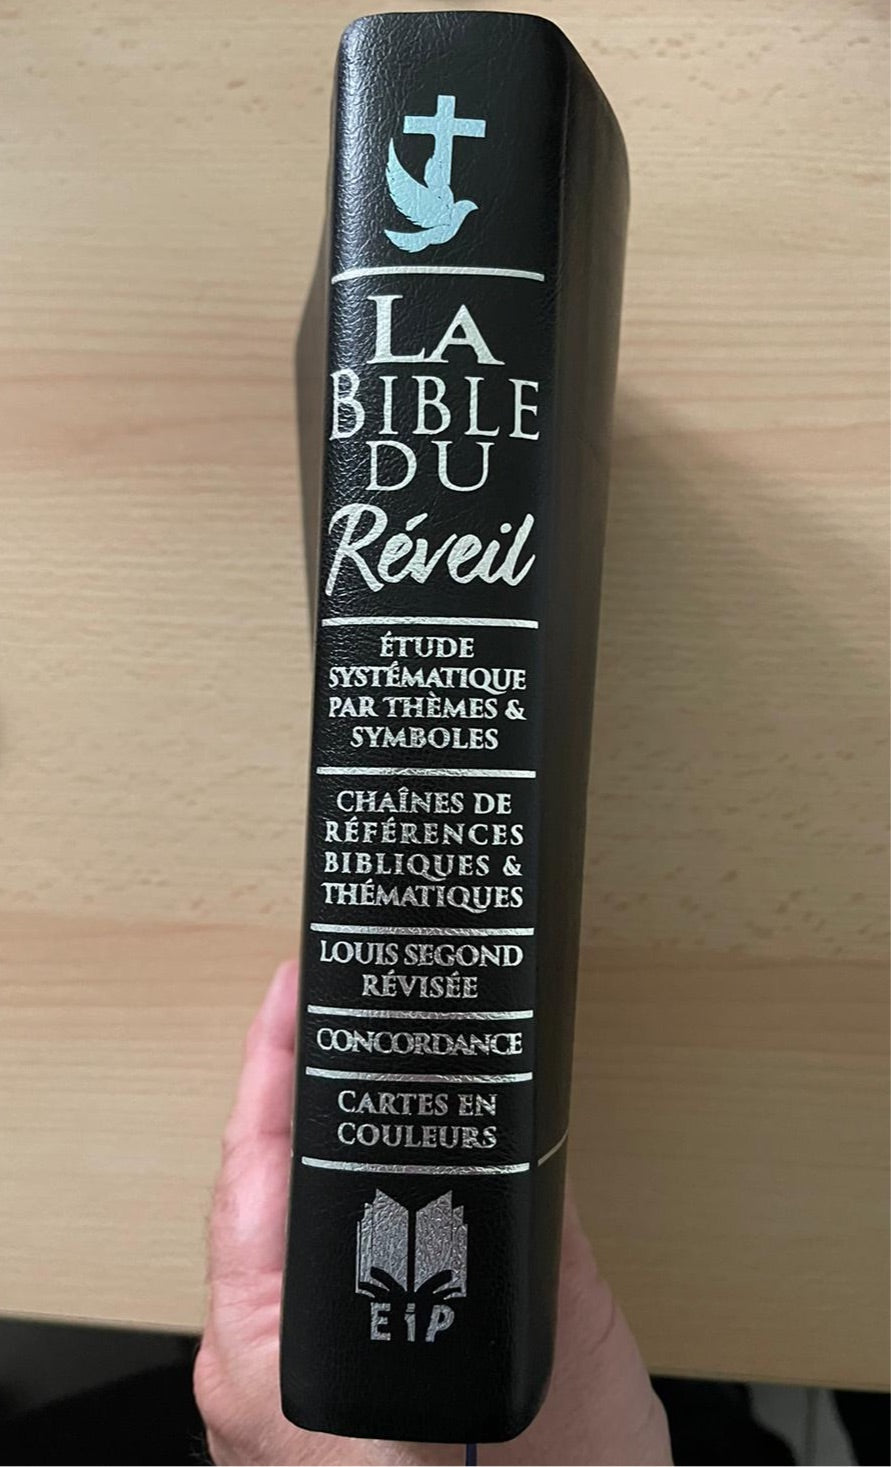 LA
BIBLE
DU
Réveil
ÉTUDE
SYSTÉMATIQUE
PAR THÈMES &
SYMBOLES
CHAÎNES DE
RÉFÉRENCES
BIBLIQUES &
THÉMATIQUES
LOUIS SEGOND
RÉVISÉE
CONCORDANCE
CARTES EN
COULEURS
EiP